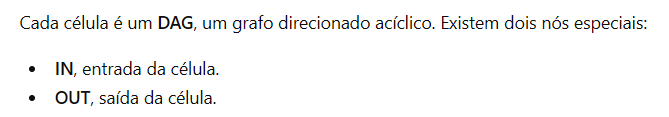 Cada célula é um DAG, um grafo direcionado acíclico. Existem dois nós especiais:
• IN, entrada da célula.
• OUT, saída da célula.